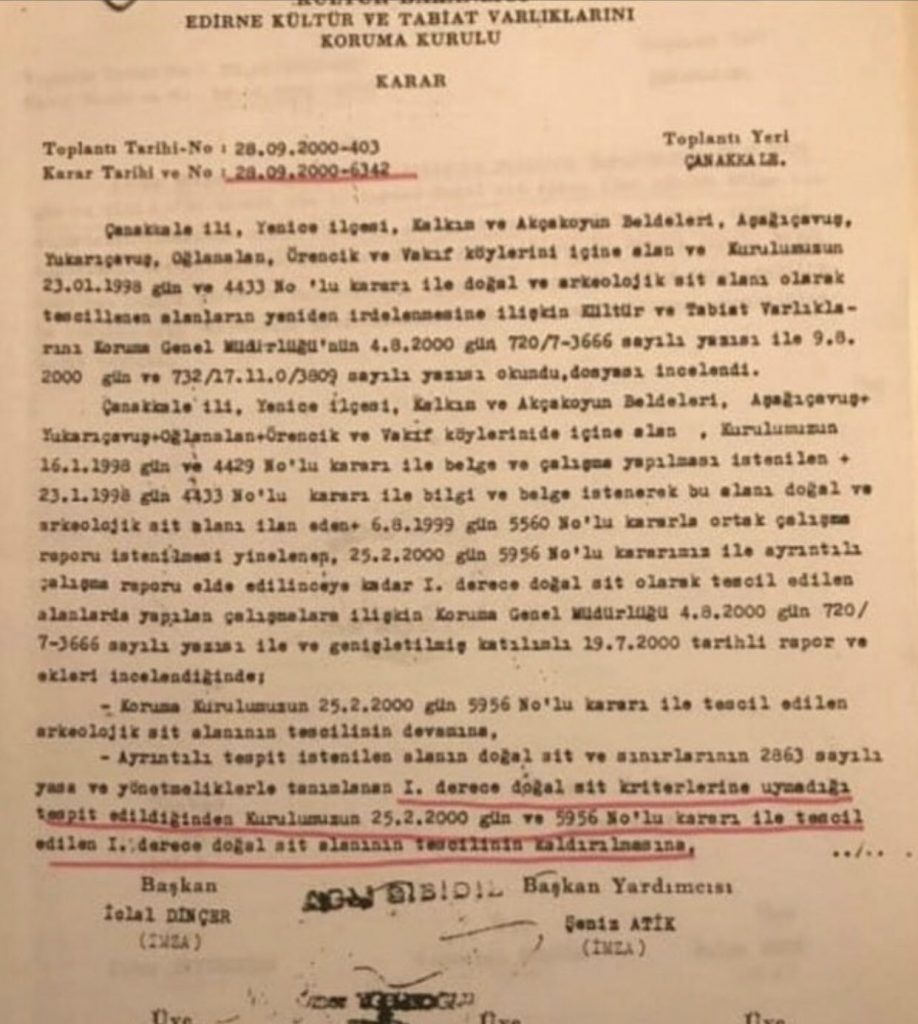 KÜLTÜR
EDİRNE KÜLTÜR VE TABİAT VARLIKLARINI
KORUMA KURULU
KARAR
Toplantı Tarihi-No : 28.09.2000-403
Karar Tarihi ve No : 28.09.2000-6342
Toplantı Yeri
ÇANAKKALE.
Çanakkale ili, Yenice ilçesi, Kalkım ve Akçakoyun Beldeleri, Aşağıçavuş,
Yukarıçavuş, Oğlanalan, Örencik ve Vakıf köylerini içine alan ve Kurulumuzun
23.01.1998 gün ve 4433 No 'lu kararı ile doğal ve arkeolojik sit alanı olarak
tescillenen alanların yeniden irdelenmesine ilişkin Kültür ve Tabiat Varlıkla-
rını Koruma Genel Müdürlüğü'nün 4.8.2000 gün 720/7-3666 sayılı yazısı ile 9.8.
2000 gün ve 732/17.11.0/3809 sayılı yazısı okundu,dosyası incelendi.
Çanakkale ili, Yenice ilçesi, Kalkım ve Akçakoyun Beldeleri, Aşağıçavuş+
Yukarıçavuş+Oğlanalan+Örencik ve Vakıf köylerinide içine alan , Kurulumuzun
16.1.1998 gün ve 4429 No'lu kararı ile belge ve çalışma yapılması istenilen +
23.1.1998 gün 4433 No'lu kararı ile bilgi ve belge istenerek bu alanı doğal ve
arkeolojik sit alanı ilan eden+ 6.8.1999 gün 5560 No'lu kararla ortak çalışma
raporu istenilmesi yinelenen, 25.2.2000 gün 5956 No'lu kararımız ile ayrıntılı
çalışma raporu elde edilinceye kadar I. derece doğal sit olarak tescil edilen
alanlarda yapılan çalışmalara ilişkin Koruma Genel Müdürlüğü 4.8.2000 gün 720/
7-3666 sayılı yazısı ile ve genişletilmiş katılımlı 19.7.2000 tarihli rapor ve
ekleri incelendiğinde;
- Koruma Kurulumuzun 25.2.2000 gün 5956 No'lu kararı ile tescil edilen
arkeolojik sit alanının tescilinin devamına,
- Ayrıntılı tespit istenilen alanın doğal sit ve sınırlarının 2863 sayılı
yasa ve yönetmeliklerle tanımlanan I. derece doğal sit kriterlerine uymadığı
tespit edildiğinden Kurulumuzun 25.2.2000 gün ve 5956 No'lu kararı ile tescil
edilen I. derece doğal sit alanının tescilinin kaldırılmasına,
../..
Başkan
İclal DİNÇER
(İMZA)
ASLI GİBİDİR
Başkan Yardımcısı
Şeniz ATİK
(İMZA)
Üye
Üye
Üye